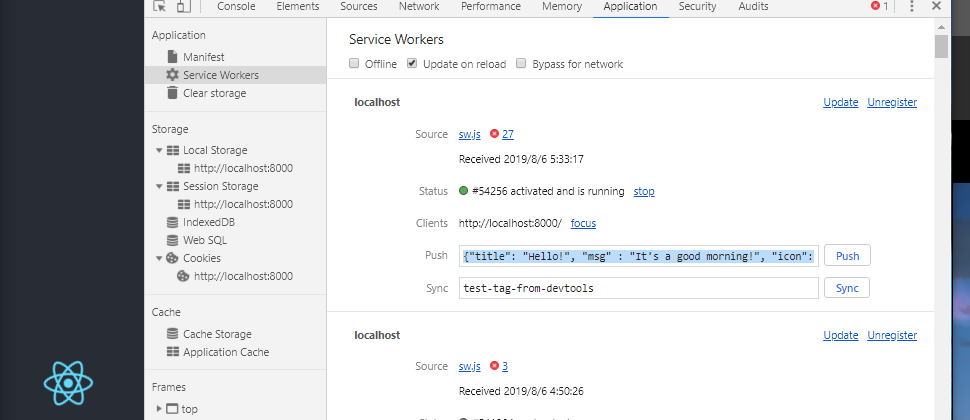 Console Elements Sources Network Performance Memory Application Security Audits 1
Application
Manifest
Service Workers
Clear storage
Storage
Local Storage
http://localhost:8000
Session Storage
http://localhost:8000
IndexedDB
Web SQL
Cookies
http://localhost:8000
Cache
Cache Storage
Application Cache
Frames
top
Service Workers
Offline Update on reload Bypass for network
localhost Update Unregister
Source sw.js 27
Received 2019/8/6 5:33:17
Status #54256 activated and is running stop
Clients http://localhost:8000/ focus
Push {"title": "Hello!", "msg" : "It's a good morning!", "icon": Push
Sync test-tag-from-devtools Sync
localhost Update Unregister
Source sw.js 3
Received 2019/8/6 4:50:26